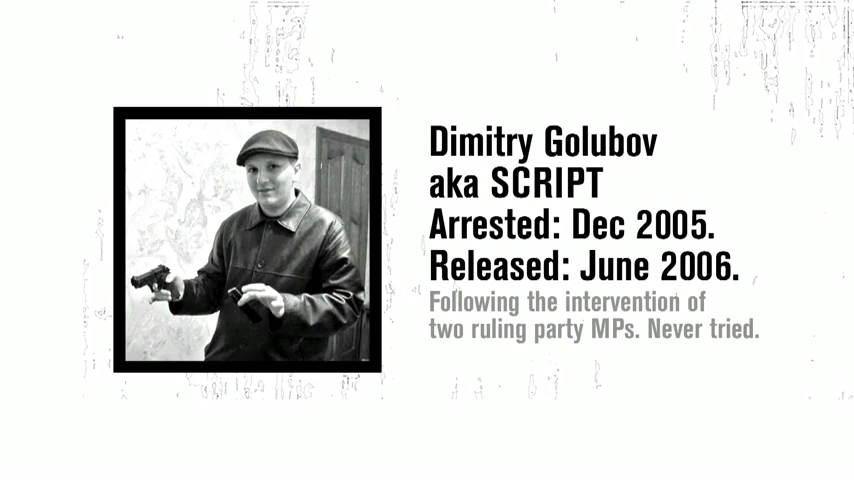 Dimitry Golubov
aka SCRIPT
Arrested: Dec 2005.
Released: June 2006.
Following the intervention of
two ruling party MPs. Never tried.